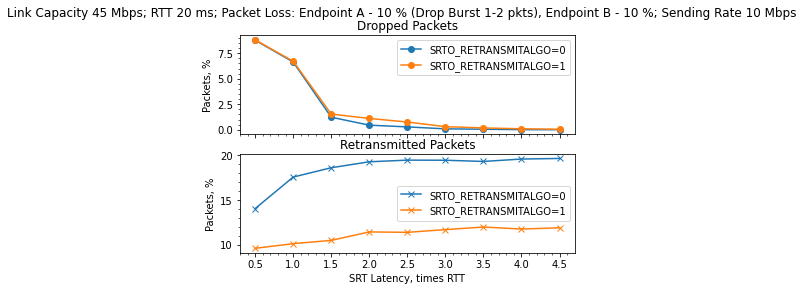 Link Capacity 45 Mbps; RTT 20 ms; Packet Loss: Endpoint A - 10 % (Drop Burst 1-2 pkts), Endpoint B - 10 %; Sending Rate 10 Mbps
Dropped Packets
Packets, %
7.5
5.0
2.5
0.0
SRTO_RETRANSMITALGO=0
SRTO_RETRANSMITALGO=1
Retransmitted Packets
Packets, %
20
15
10
SRTO_RETRANSMITALGO=0
SRTO_RETRANSMITALGO=1
0.5 1.0 1.5 2.0 2.5 3.0 3.5 4.0 4.5
SRT Latency, times RTT